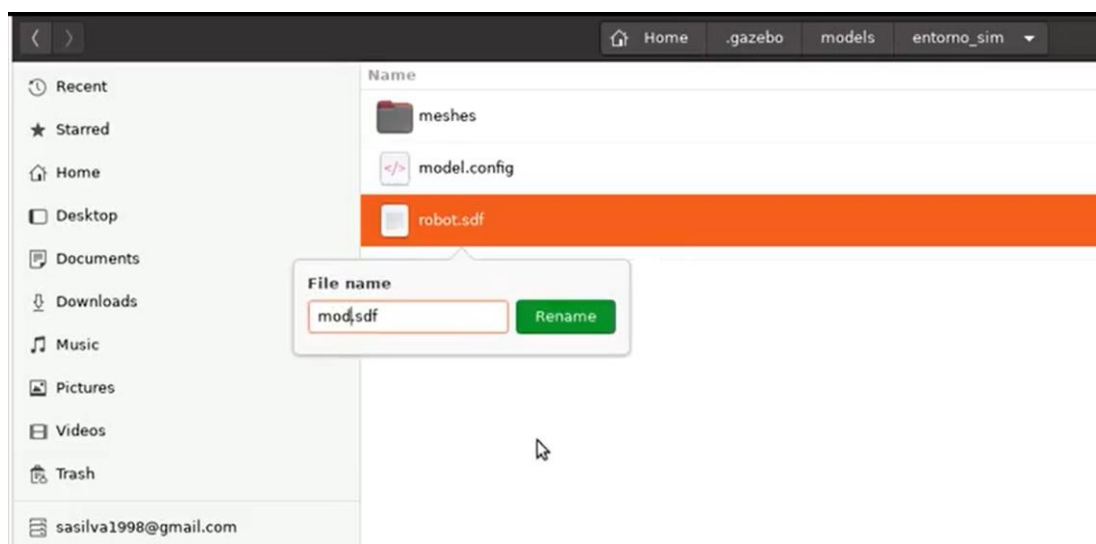 Home .gazebo models entorno_sim
Recent
Starred
Home
Desktop
Documents
Downloads
Music
Pictures
Videos
Trash
sasilva1998@gmail.com
Name
meshes
</> model.config
robot.sdf
File name
mod.sdf Rename